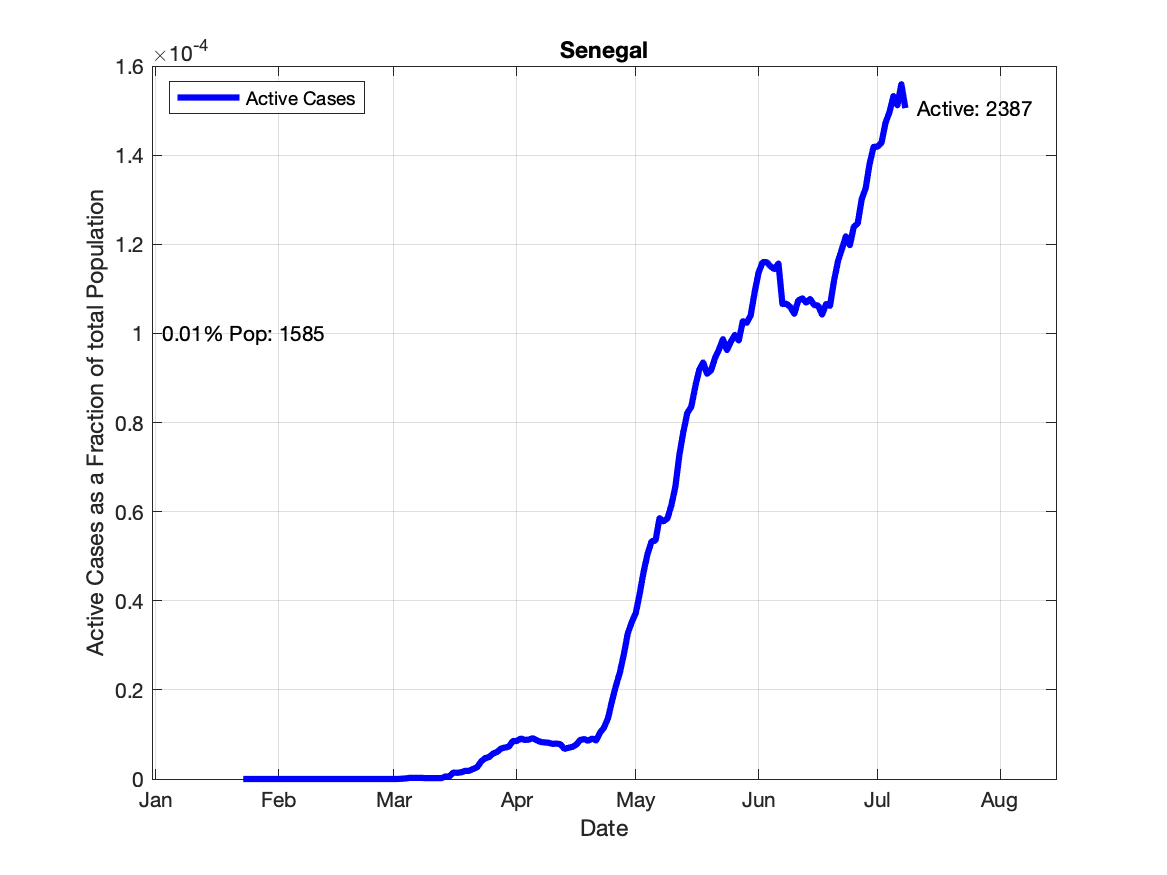 Senegal
×10-4
1.6
Active Cases
Active: 2387
1.4
1.2
1
0.01% Pop: 1585
0.8
0.6
0.4
0.2
0
Active Cases as a Fraction of total Population
Jan Feb Mar Apr May Jun Jul Aug
Date